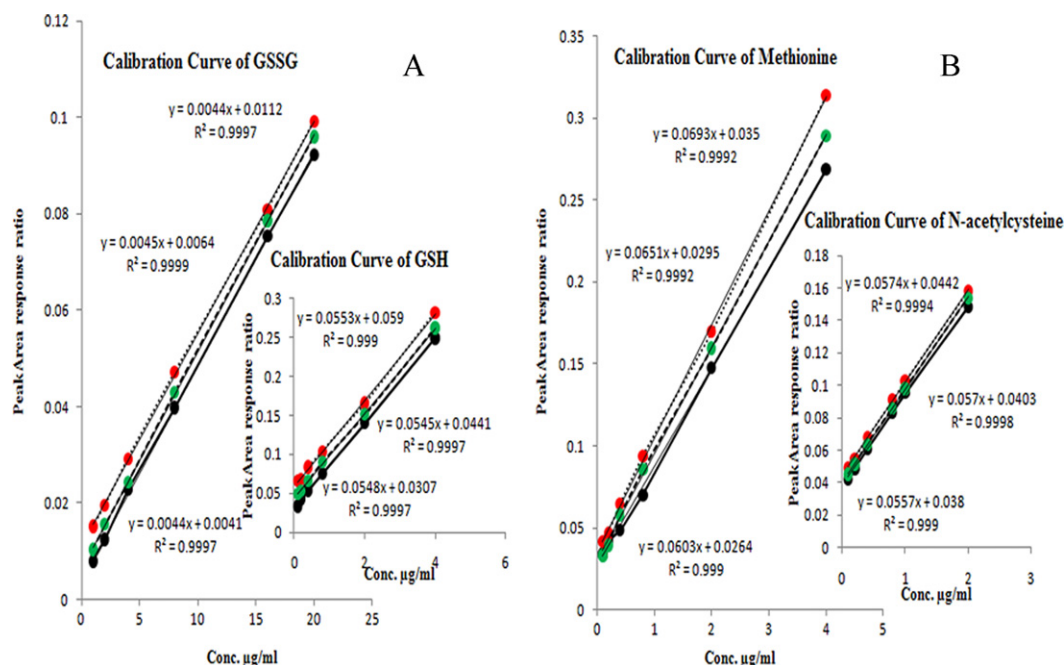 0.12
0.1
0.08
0.06
0.04
0.02
0
Peak Area response ratio
Calibration Curve of GSSG
A
y = 0.0044x + 0.0112
R² = 0.9997
y = 0.0045x + 0.0064
R² = 0.9999
y = 0.0044x + 0.0041
R² = 0.9997
0 5 10 15 20 25
Conc. µg/ml
Calibration Curve of GSH
Peak Area response ratio
0.3
0.25
0.2
0.15
0.1
0.05
0
y = 0.0553x + 0.059
R² = 0.999
y = 0.0545x + 0.0441
R² = 0.9997
y = 0.0548x + 0.0307
R² = 0.9997
0 2 4 6
Conc. µg/ml
0.35
0.3
0.25
0.2
0.15
0.1
0.05
0
Peak Area response ratio
Calibration Curve of Methionine
B
y = 0.0693x + 0.035
R² = 0.9992
y = 0.0651x + 0.0295
R² = 0.9992
y = 0.0603x + 0.0264
R² = 0.999
0 1 2 3 4 5
Conc. µg/ml
Calibration Curve of N-acetylcysteine
Peak Area response ratio
0.18
0.16
0.14
0.12
0.1
0.08
0.06
0.04
0.02
0
y = 0.0574x + 0.0442
R² = 0.9994
y = 0.057x + 0.0403
R² = 0.9998
y = 0.0557x + 0.038
R² = 0.999
0 1 2 3
Conc. µg/ml